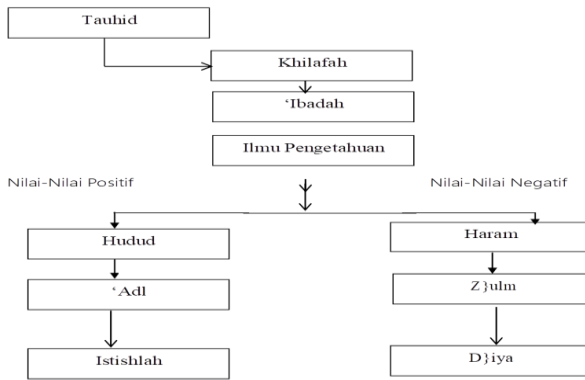 Tauhid
Khilafah
‘Ibadah
Ilmu Pengetahuan
Nilai-Nilai Positif
Nilai-Nilai Negatif
Hudud
Haram
‘Adl
Z}ulm
Istishlah
D}iya